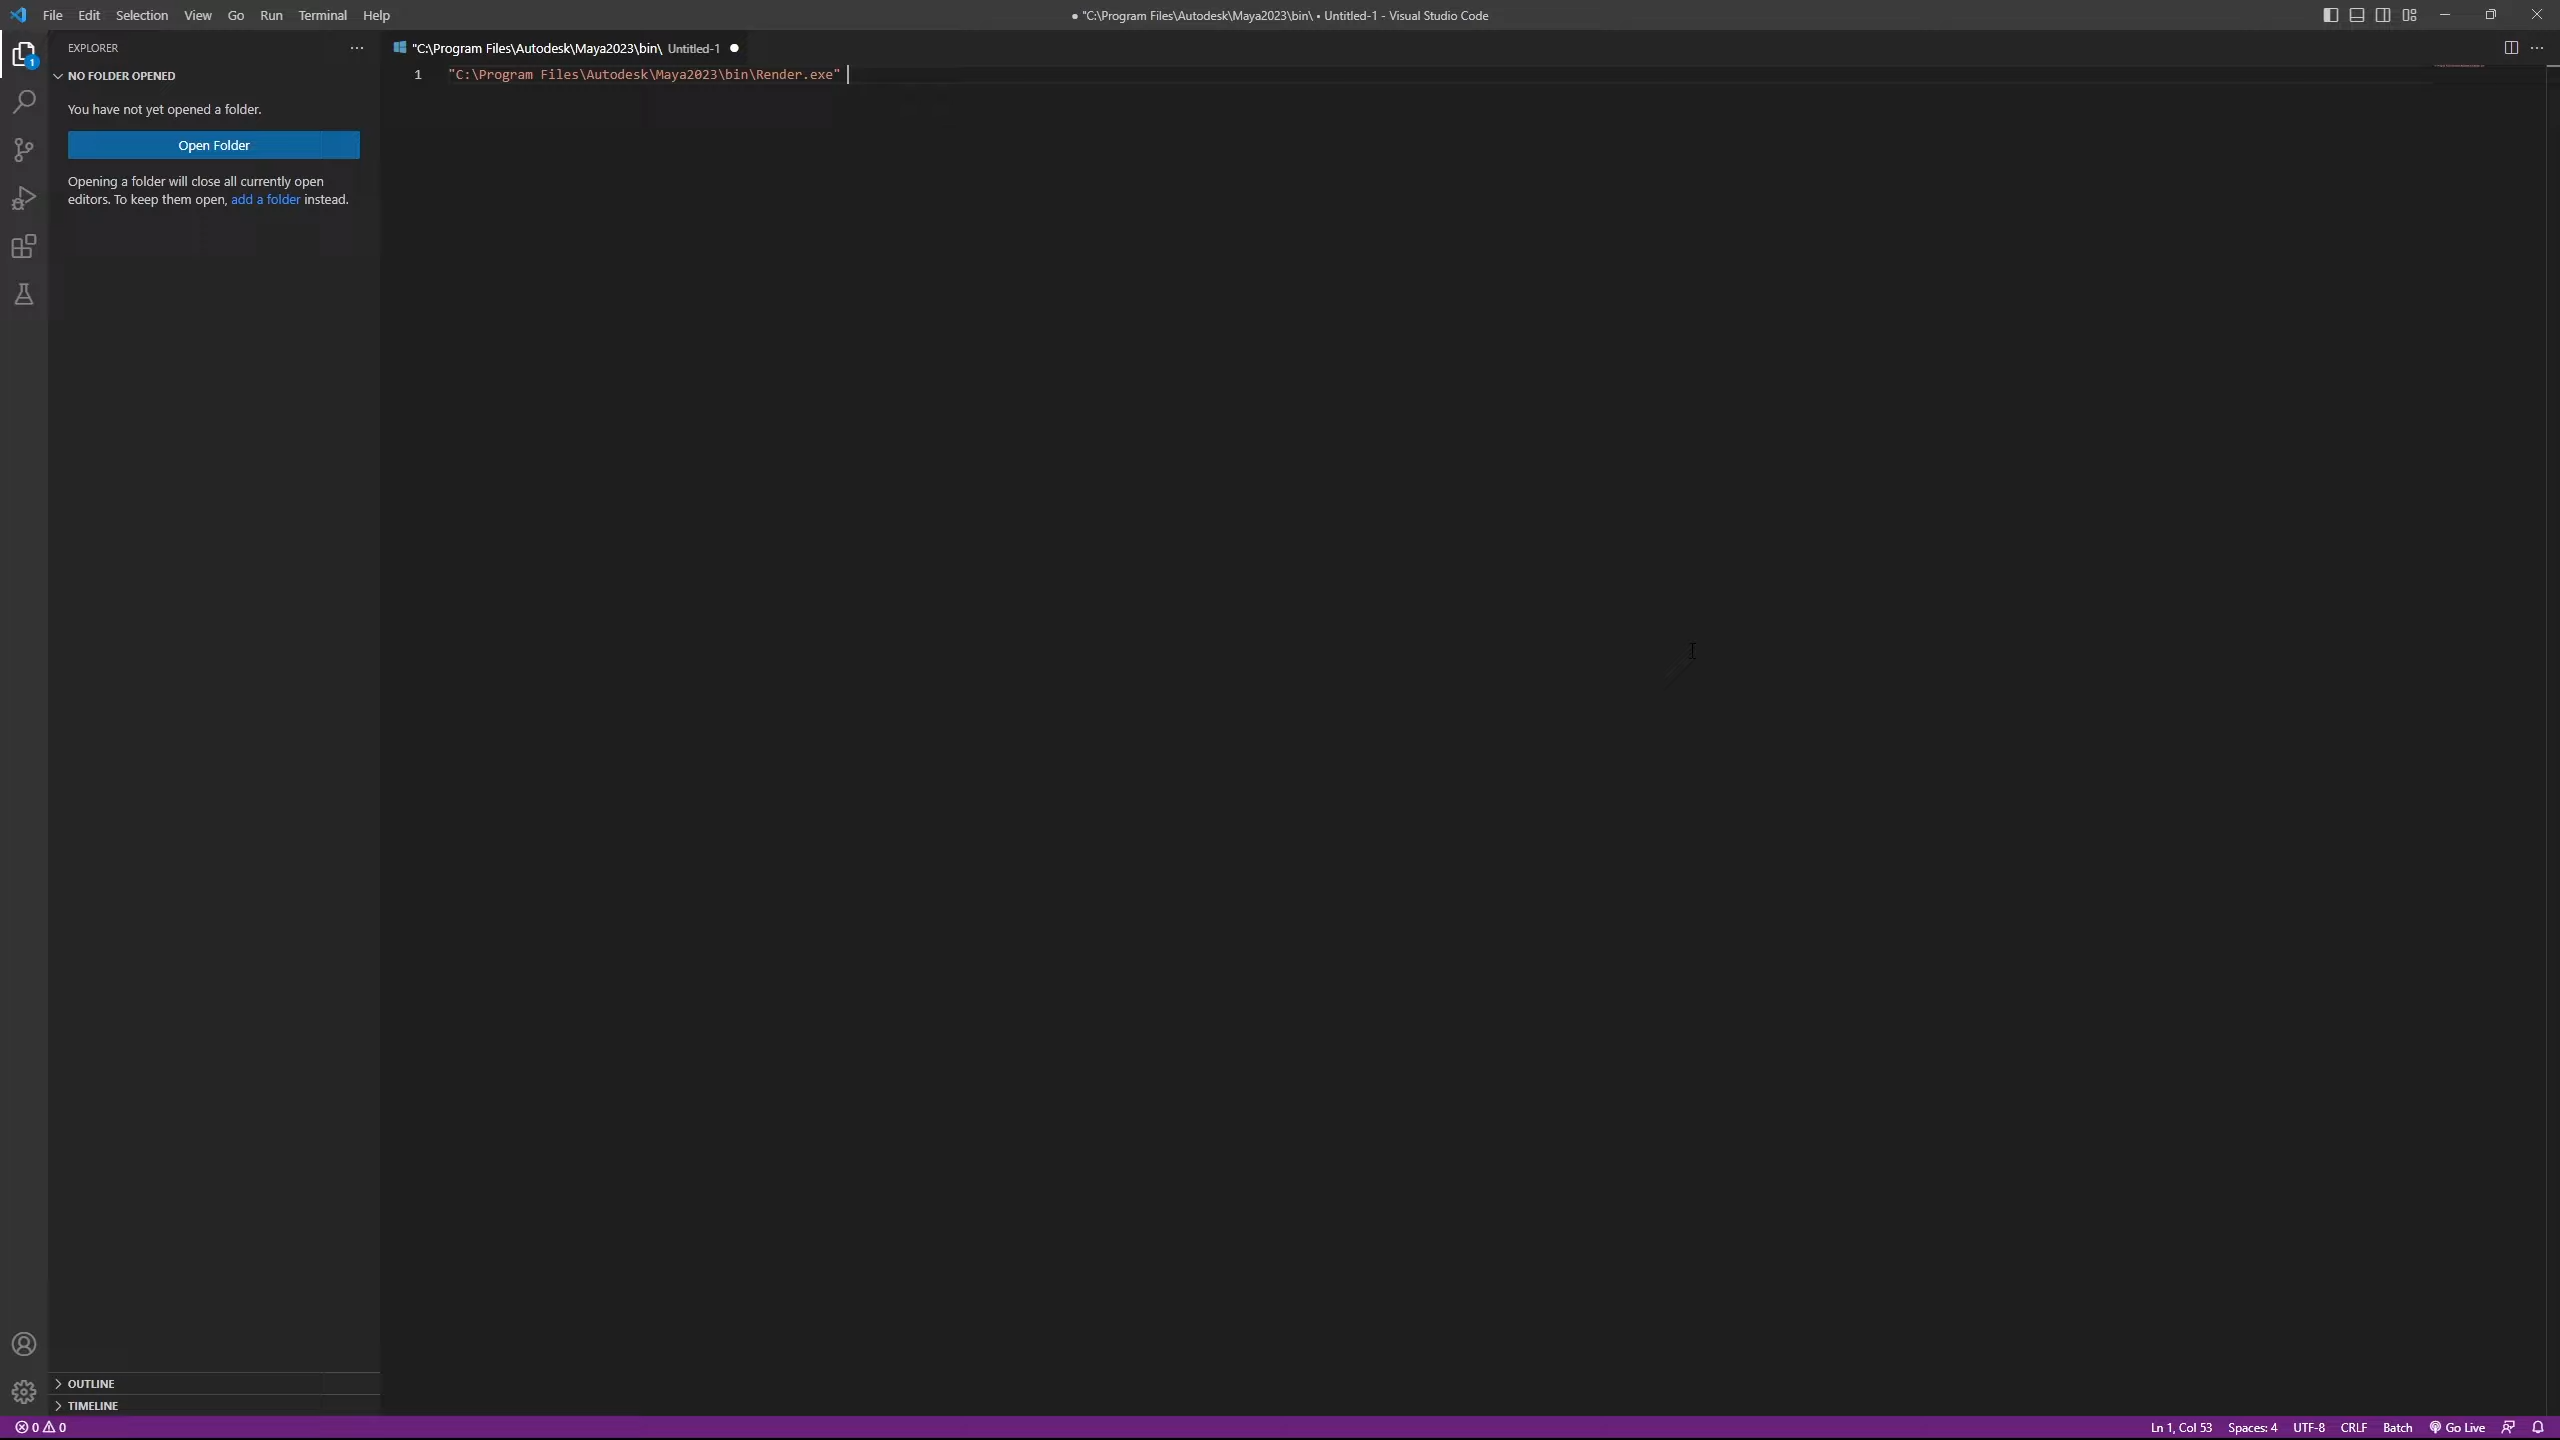 File Edit Selection View Go Run Terminal Help
● "C:\Program Files\Autodesk\Maya2023\bin\ • Untitled-1 - Visual Studio Code
EXPLORER
"C:\Program Files\Autodesk\Maya2023\bin\ Untitled-1
NO FOLDER OPENED
1 "C:\Program Files\Autodesk\Maya2023\bin\Render.exe"
You have not yet opened a folder.
Open Folder
Opening a folder will close all currently open
editors. To keep them open, add a folder instead.
1
OUTLINE
TIMELINE
0 0
Ln 1, Col 53 Spaces: 4 UTF-8 CRLF Batch Go Live